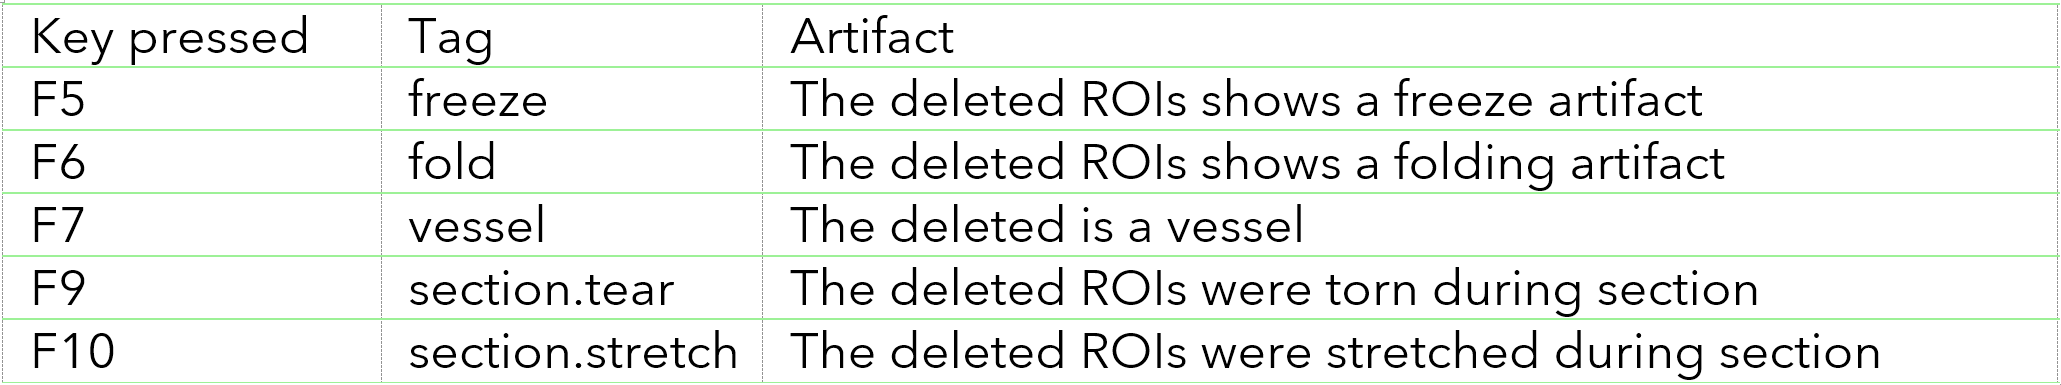 Key pressed Tag Artifact
F5 freeze The deleted ROIs shows a freeze artifact
F6 fold The deleted ROIs shows a folding artifact
F7 vessel The deleted is a vessel
F9 section.tear The deleted ROIs were torn during section
F10 section.stretch The deleted ROIs were stretched during section